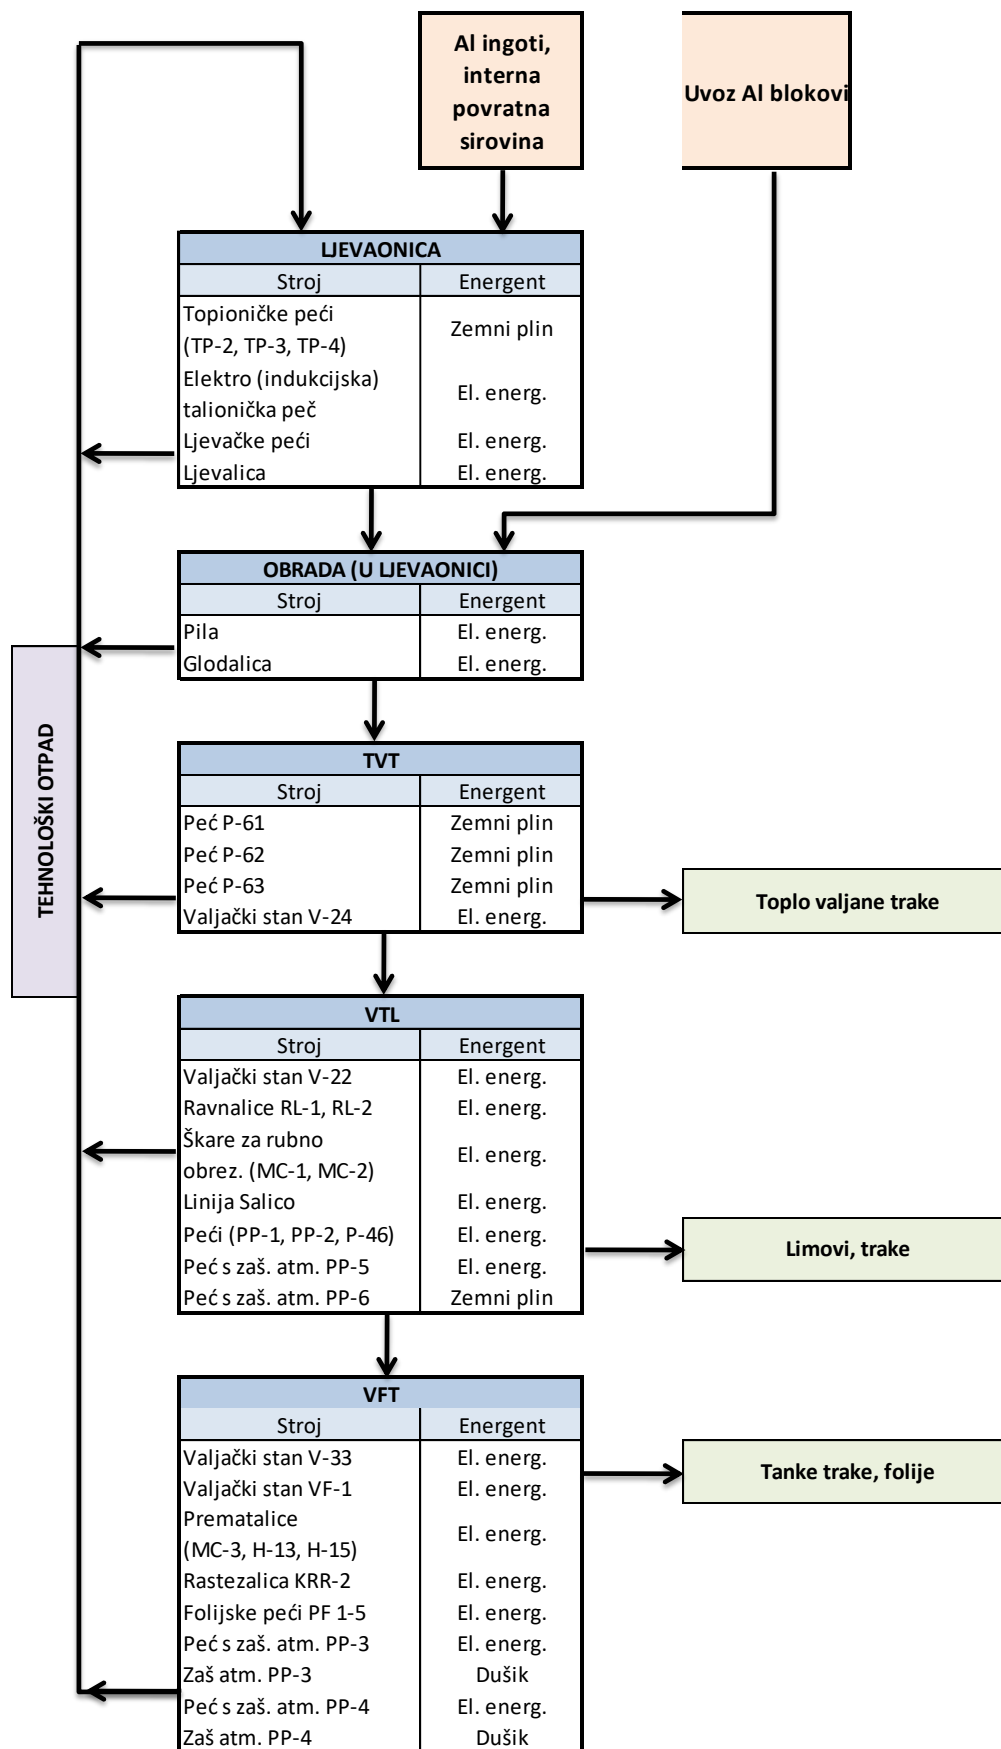 Al ingoti,
interna
povratna
sirovina
Uvoz Al blokovi
LJEVAONICA
Stroj Energent
Topioničke peći
(TP-2, TP-3, TP-4) Zemni plin
Elektro (indukcijska)
talionička peč El. energ.
Ljevačke peći El. energ.
Ljevalica El. energ.
OBRADA (U LJEVAONICI)
Stroj Energent
Pila El. energ.
Glodalica El. energ.
TEHNOLOŠKI OTPAD
TVT
Stroj Energent
Peć P-61 Zemni plin
Peć P-62 Zemni plin
Peć P-63 Zemni plin
Valjački stan V-24 El. energ.
Toplo valjane trake
VTL
Stroj Energent
Valjački stan V-22 El. energ.
Ravnalice RL-1, RL-2 El. energ.
Škare za rubno
obrez. (MC-1, MC-2) El. energ.
Linija Salico El. energ.
Peći (PP-1, PP-2, P-46) El. energ.
Peć s zaš. atm. PP-5 El. energ.
Peć s zaš. atm. PP-6 Zemni plin
Limovi, trake
VFT
Stroj Energent
Valjački stan V-33 El. energ.
Valjački stan VF-1 El. energ.
Prematalice
(MC-3, H-13, H-15) El. energ.
Rastezalica KRR-2 El. energ.
Folijske peći PF 1-5 El. energ.
Peć s zaš. atm. PP-3 El. energ.
Zaš atm. PP-3 Dušik
Peć s zaš. atm. PP-4 El. energ.
Zaš atm. PP-4 Dušik
Tanke trake, folije